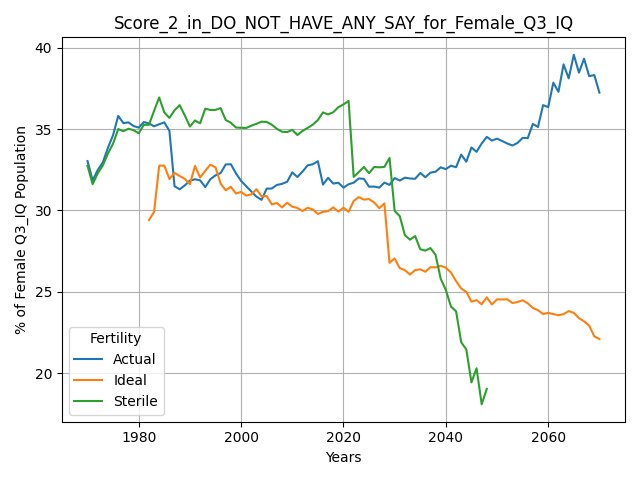 Score_2_in_DO_NOT_HAVE_ANY_SAY_for_Female_Q3_IQ
% of Female Q3_IQ Population
40
35
30
25
20
Fertility
Actual
Ideal
Sterile
1980 2000 2020 2040 2060
Years